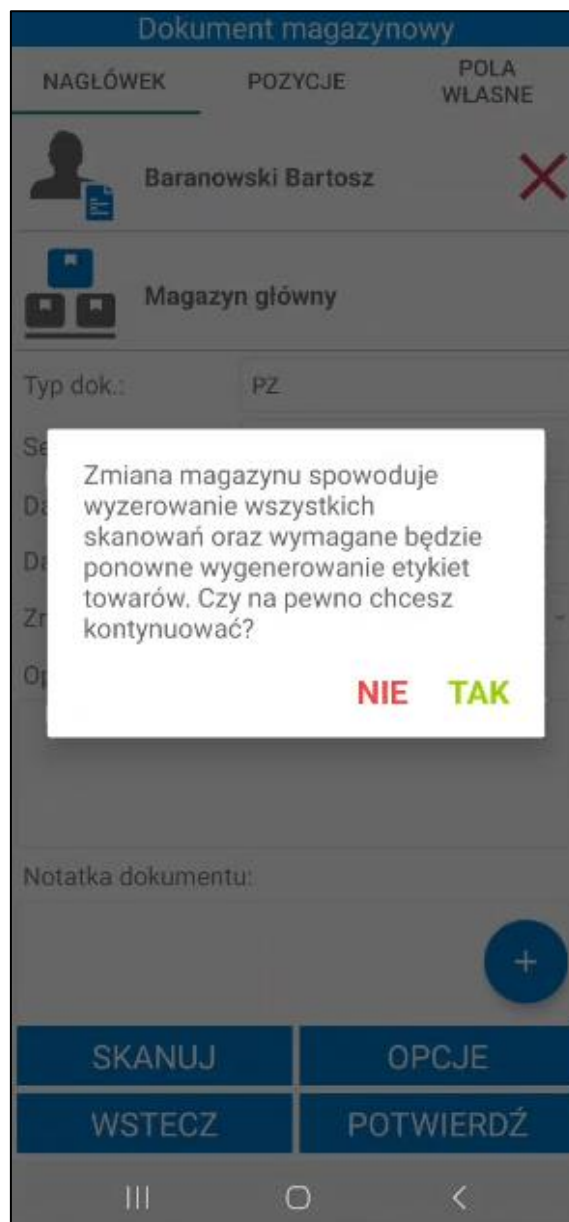 Dokument magazynowy
NAGŁÓWEK
POZYCJE
POLA
WŁASNE
Baranowski Bartosz
Magazyn główny
Typ dok.:
PZ
Zmiana magazynu spowoduje
wyzerowanie wszystkich
skanowań oraz wymagane będzie
ponowne wygenerowanie etykiet
towarów. Czy na pewno chcesz
kontynuować?
NIE
TAK
Notatka dokumentu:
SKANUJ
OPCJE
WSTECZ
POTWIERDŹ